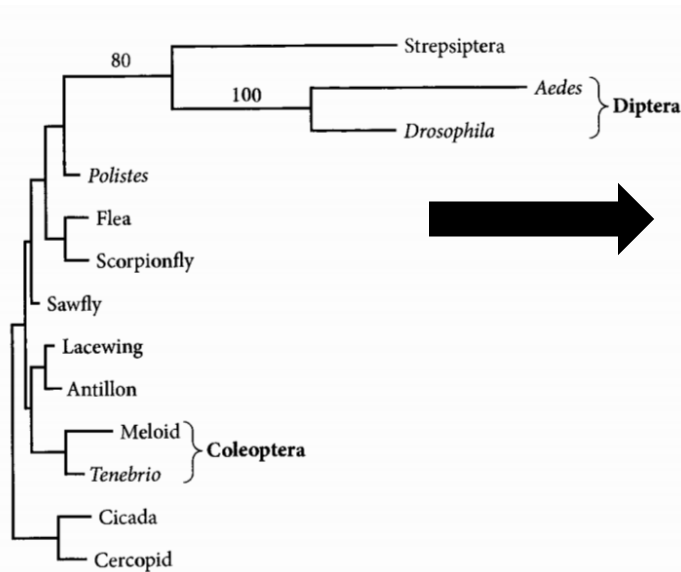 80
Strepsiptera
100
Aedes
Diptera
Drosophila
Polistes
Flea
Scorpionfly
Sawfly
Lacewing
Antillon
Meloid
Coleoptera
Tenebrio
Cicada
Cercopid